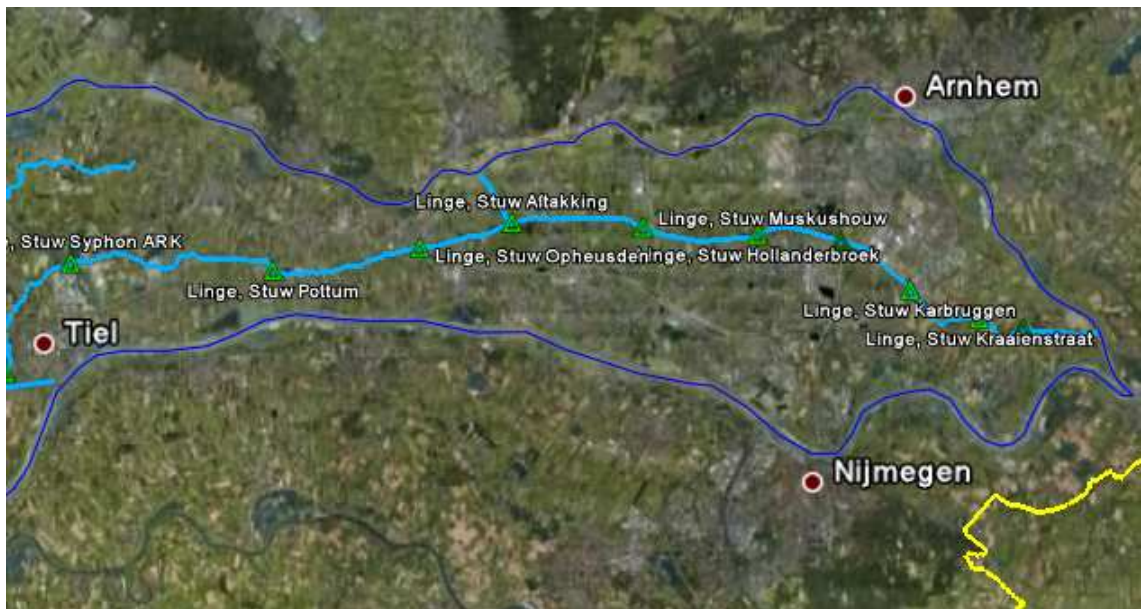 Arnhem
Linge, Stuw Aftakking
Linge, Stuw Muskushouw
, Stuw Syphon ARK
Linge, Stuw Opheusden
inge, Stuw Hollanderbroek
Linge, Stuw Pottum
Linge, Stuw Karbruggen
Tiel
Linge, Stuw Kraaienstraat
Nijmegen